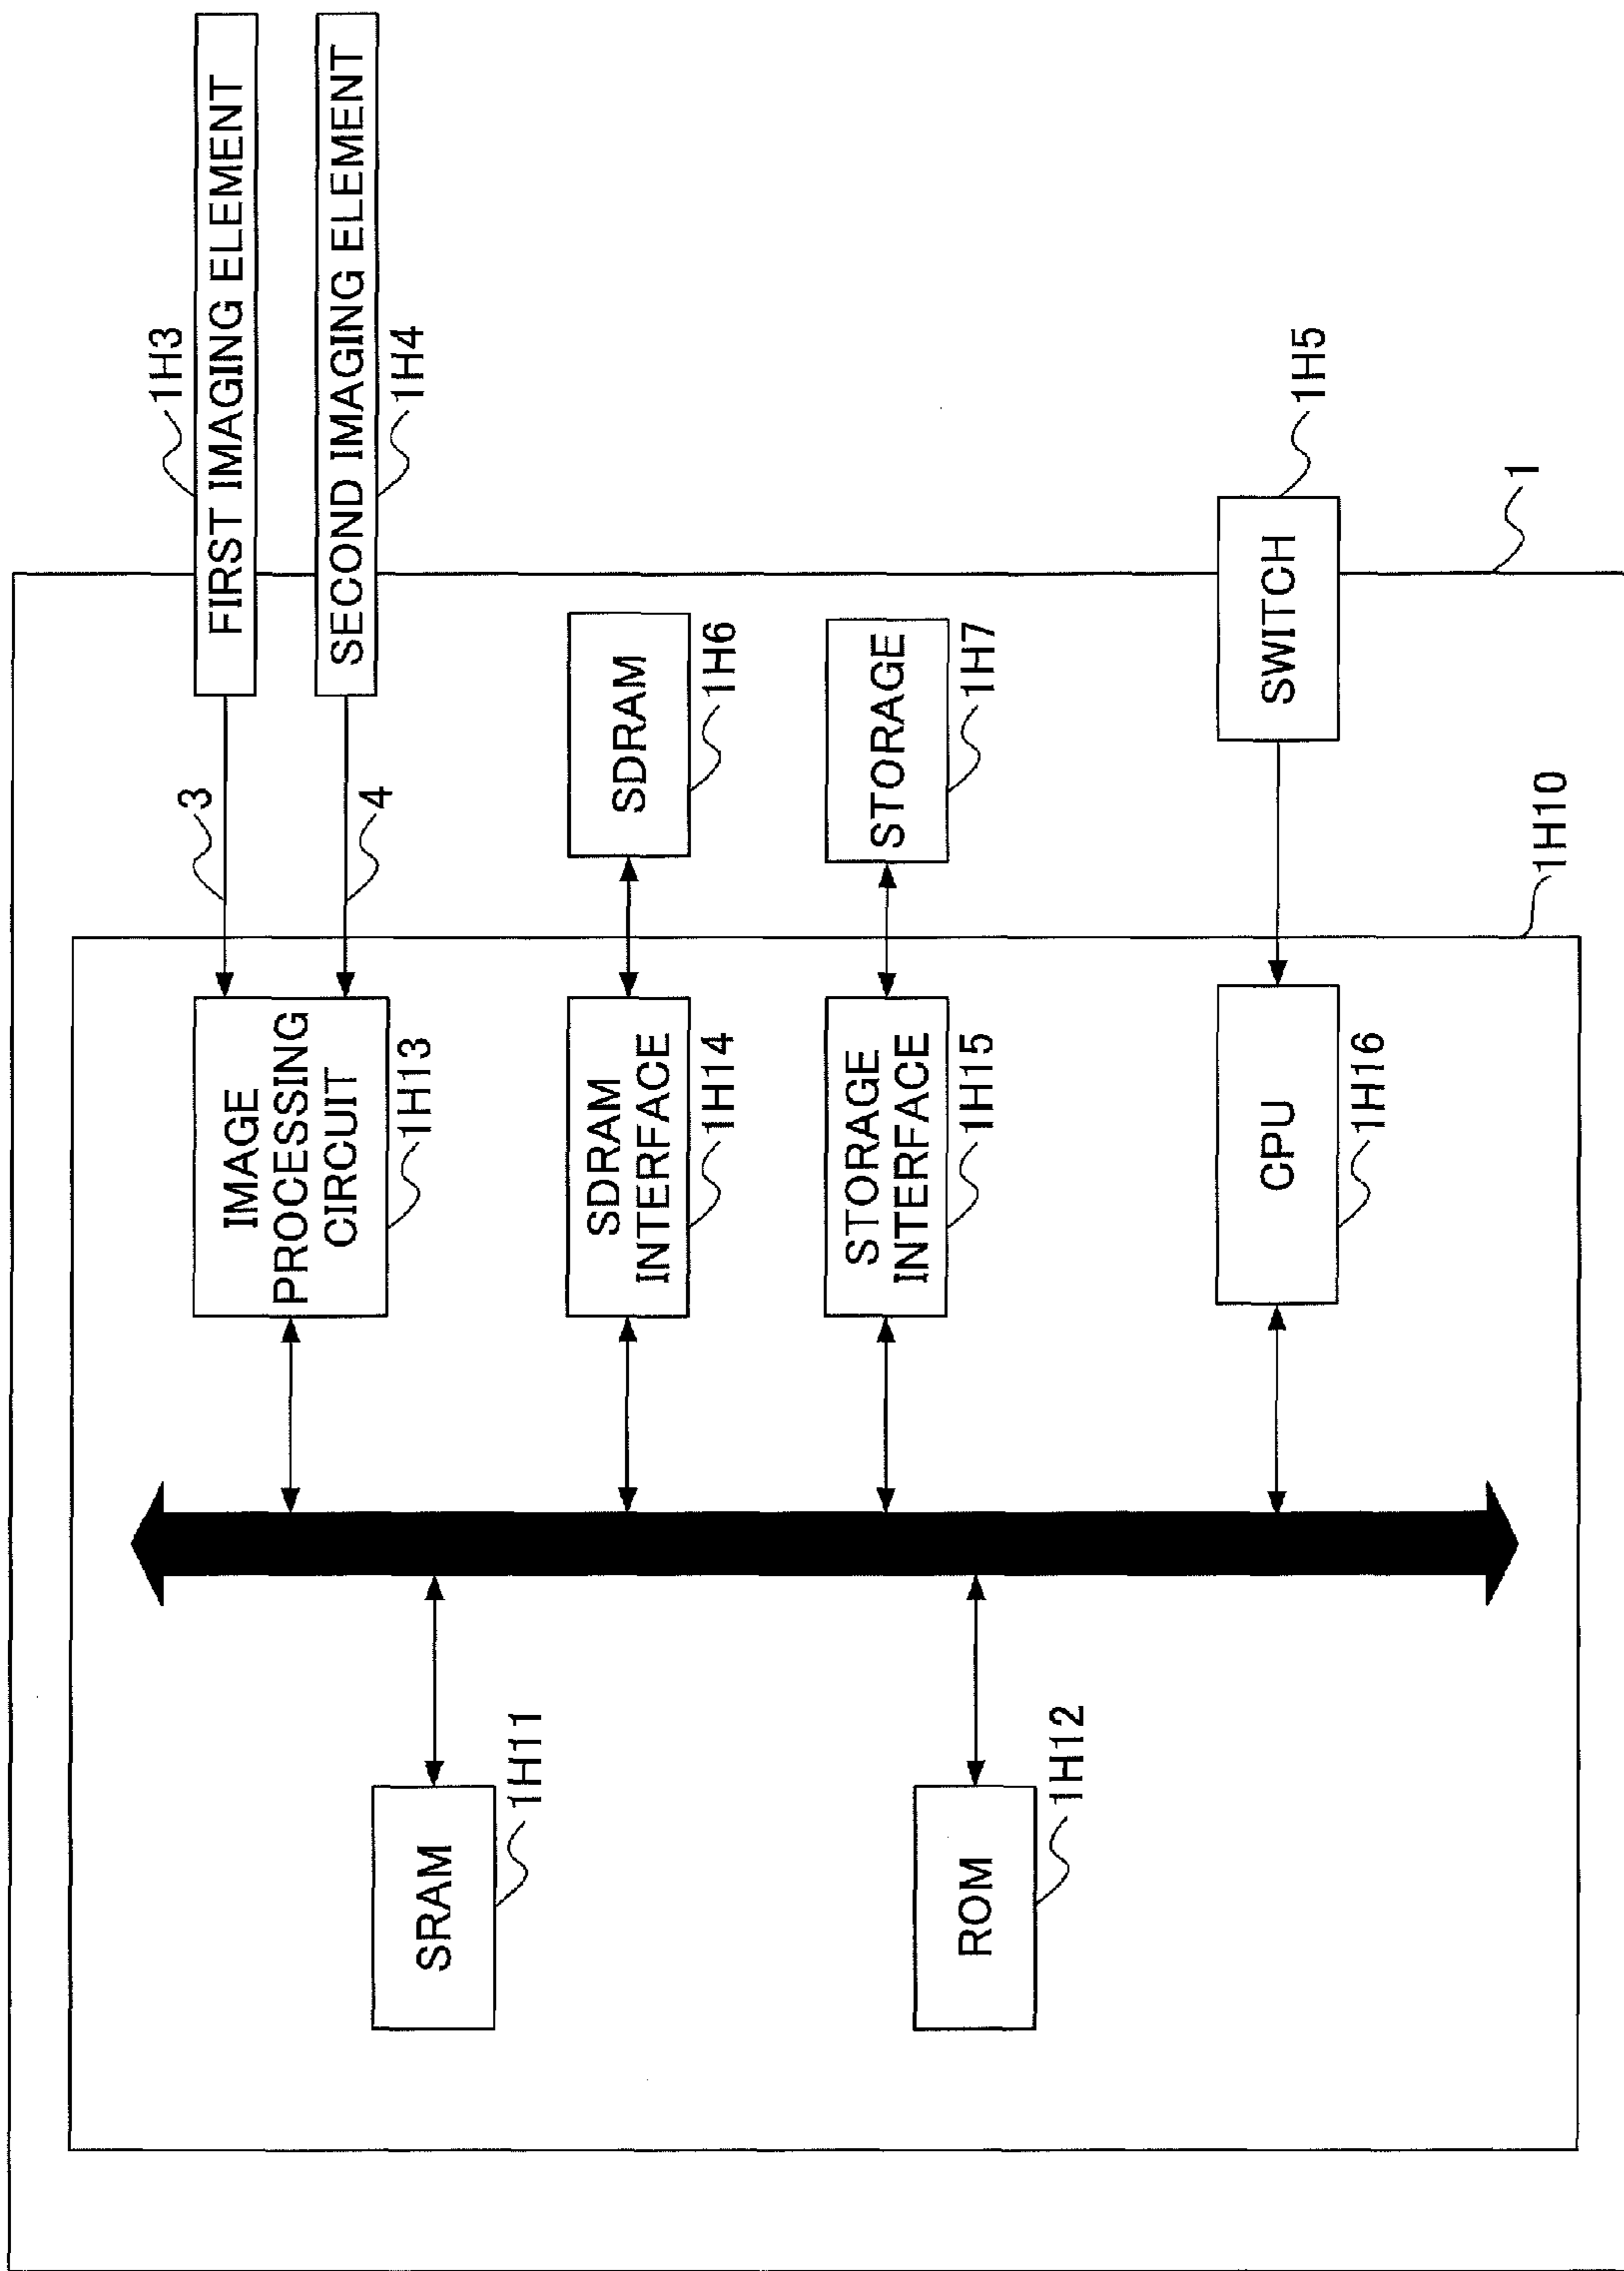 1H3
FIRST IMAGING ELEMENT
3
SECOND IMAGING ELEMENT
1H4
4
IMAGE
PROCESSING
CIRCUIT
1H13
SRAM
1H11
SDRAM
INTERFACE
1H14
SDRAM
1H6
STORAGE
INTERFACE
1H15
STORAGE
1H7
ROM
1H12
CPU
1H16
SWITCH
1H5
1
1H10